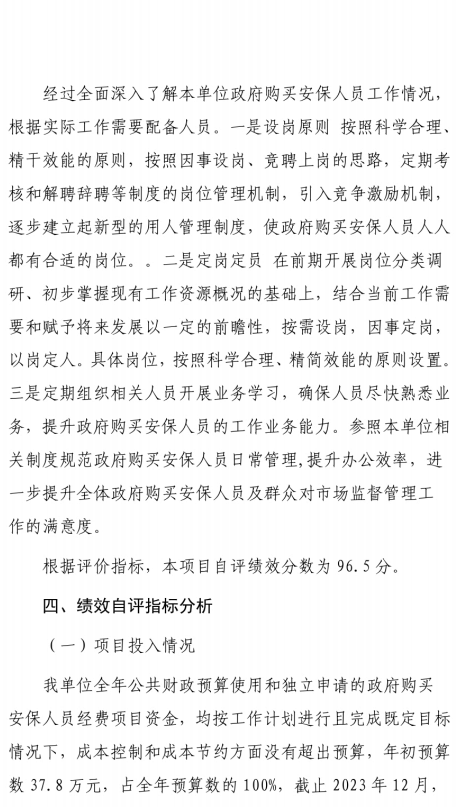 经过全面深入了解本单位政府购买安保人员工作情况，
根据实际工作需要配备人员。一是设岗原则 按照科学合理、
精干效能的原则，按照因事设岗、竞聘上岗的思路，定期考
核和解聘辞聘等制度的岗位管理机制，引入竞争激励机制，
逐步建立起新型的用人管理制度，使政府购买安保人员人人
都有合适的岗位。。二是定岗定员 在前期开展岗位分类调
研、初步掌握现有工作资源概况的基础上，结合当前工作需
要和赋予将来发展以一定的前瞻性，按需设岗，因事定岗，
以岗定人。具体岗位，按照科学合理、精简效能的原则设置。
三是定期组织相关人员开展业务学习，确保人员尽快熟悉业
务，提升政府购买安保人员的工作业务能力。参照本单位相
关制度规范政府购买安保人员日常管理,提升办公效率，进
一步提升全体政府购买安保人员及群众对市场监督管理工
作的满意度。
根据评价指标，本项目自评绩效分数为 96.5 分。
四、绩效自评指标分析
（一）项目投入情况
我单位全年公共财政预算使用和独立申请的政府购买
安保人员经费项目资金，均按工作计划进行且完成既定目标
情况下，成本控制和成本节约方面没有超出预算，年初预算
数 37.8 万元，占全年预算数的 100%，截止 2023 年 12 月，